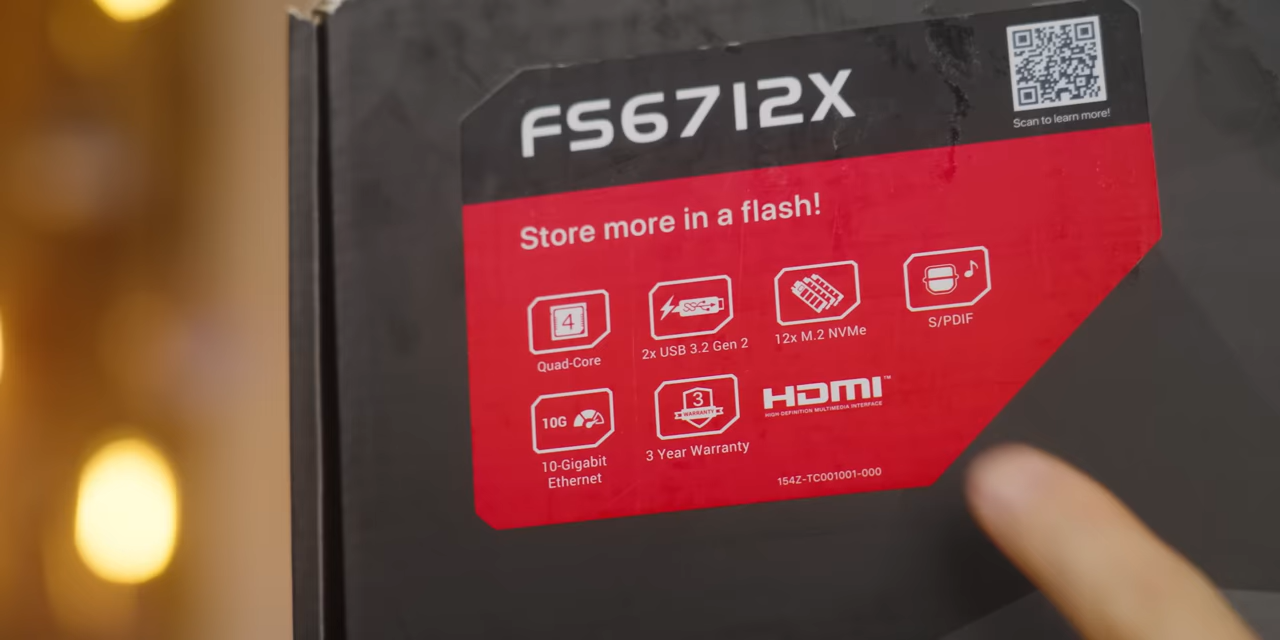 FS6712X
Scan to learn more!
Store more in a flash!
4
Quad-Core
2x USB 3.2 Gen 2
12x M.2 NVMe
S/PDIF
10G
10-Gigabit
Ethernet
3
WARRANTY
3 Year Warranty
HDMI™
HIGH DEFINITION MULTIMEDIA INTERFACE
154Z-TC001001-000